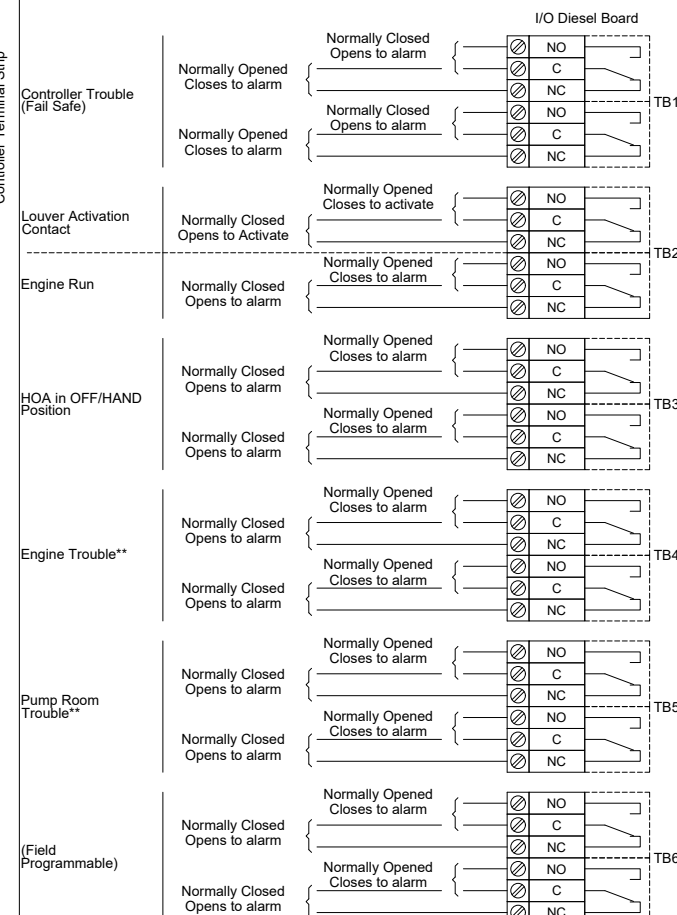 I/O Diesel Board
Controller Terminal Strip
Controller Trouble
(Fail Safe)
Normally Closed
Opens to alarm
Normally Opened
Closes to alarm
Normally Closed
Opens to alarm
Normally Opened
Closes to alarm
NO
C
NC
NO
C
NC
TB1
Louver Activation
Contact
Normally Opened
Closes to activate
Normally Closed
Opens to Activate
NO
C
NC
TB2
Engine Run
Normally Opened
Closes to alarm
Normally Closed
Opens to alarm
NO
C
NC
HOA in OFF/HAND
Position
Normally Opened
Closes to alarm
Normally Closed
Opens to alarm
Normally Opened
Closes to alarm
Normally Closed
Opens to alarm
NO
C
NC
NO
C
NC
TB3
Engine Trouble**
Normally Opened
Closes to alarm
Normally Closed
Opens to alarm
Normally Opened
Closes to alarm
Normally Closed
Opens to alarm
NO
C
NC
NO
C
NC
TB4
Pump Room
Trouble**
Normally Opened
Closes to alarm
Normally Closed
Opens to alarm
Normally Opened
Closes to alarm
Normally Closed
Opens to alarm
NO
C
NC
NO
C
NC
TB5
(Field
Programmable)
Normally Opened
Closes to alarm
Normally Closed
Opens to alarm
Normally Opened
Closes to alarm
Normally Closed
Opens to alarm
NO
C
NC
NO
C
NC
TB6